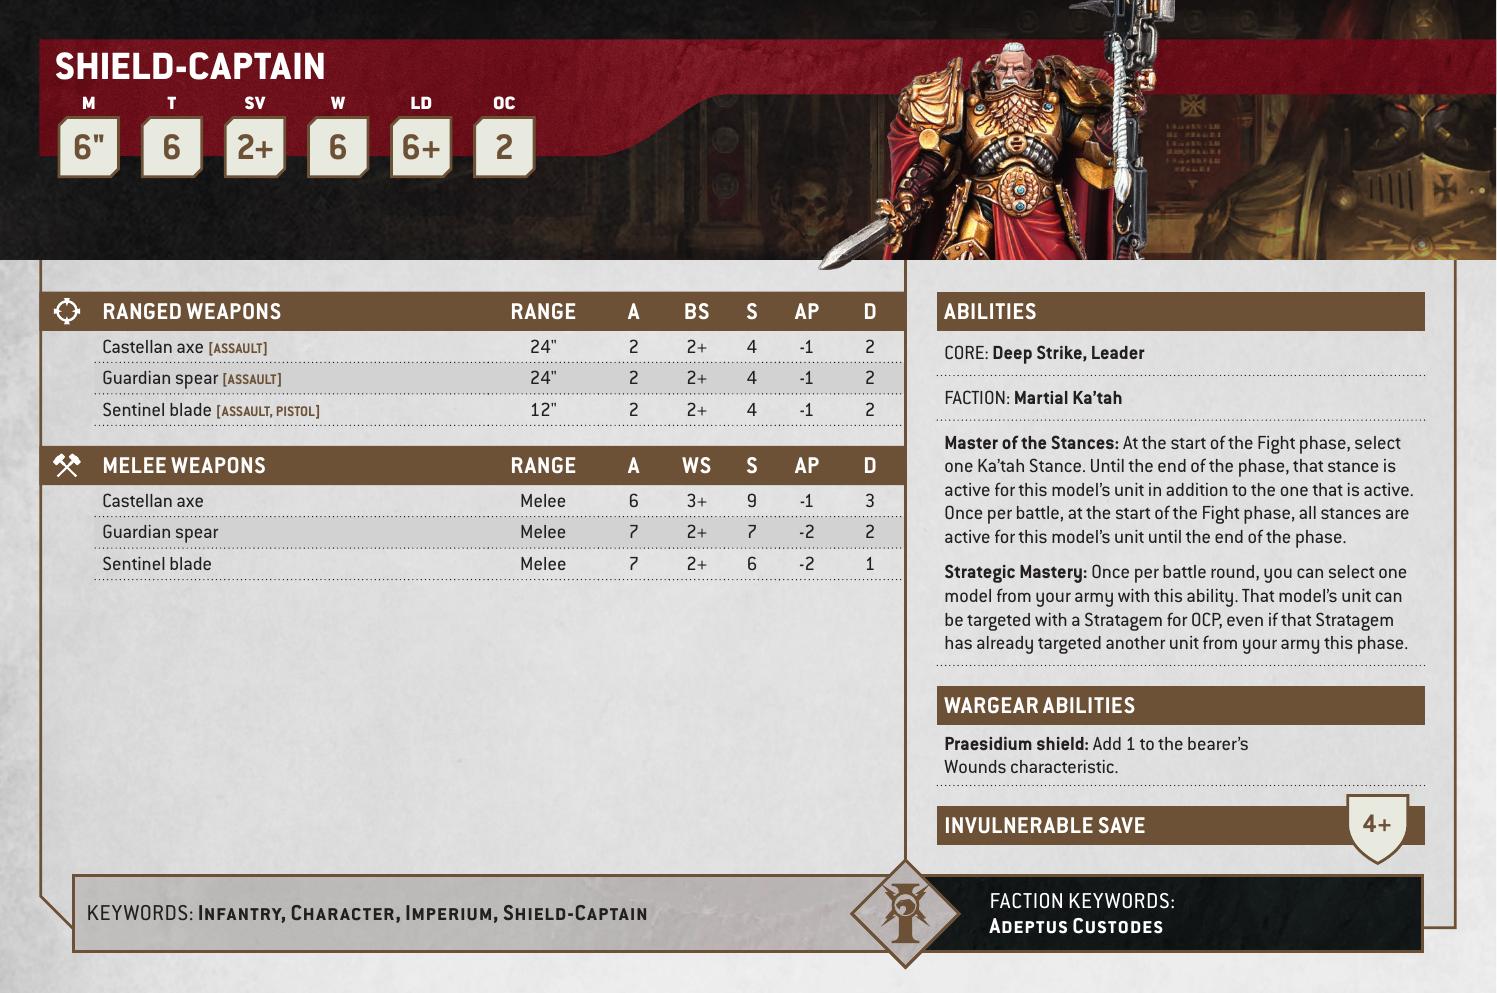 SHIELD-CAPTAIN
M T SV W LD OC
6" 6 2+ 6 6+ 2
RANGED WEAPONS RANGE A BS S AP D
Castellan axe [ASSAULT] 24" 2 2+ 4 -1 2
Guardian spear [ASSAULT] 24" 2 2+ 4 -1 2
Sentinel blade [ASSAULT, PISTOL] 12" 2 2+ 4 -1 2
MELEE WEAPONS RANGE A WS S AP D
Castellan axe Melee 6 3+ 9 -1 3
Guardian spear Melee 7 2+ 7 -2 2
Sentinel blade Melee 7 2+ 6 -2 1
ABILITIES
CORE: Deep Strike, Leader
FACTION: Martial Ka’tah
Master of the Stances: At the start of the Fight phase, select
one Ka’tah Stance. Until the end of the phase, that stance is
active for this model’s unit in addition to the one that is active.
Once per battle, at the start of the Fight phase, all stances are
active for this model’s unit until the end of the phase.
Strategic Mastery: Once per battle round, you can select one
model from your army with this ability. That model’s unit can
be targeted with a Stratagem for 0CP, even if that Stratagem
has already targeted another unit from your army this phase.
WARGEAR ABILITIES
Praesidium shield: Add 1 to the bearer’s
Wounds characteristic.
INVULNERABLE SAVE 4+
KEYWORDS: INFANTRY, CHARACTER, IMPERIUM, SHIELD-CAPTAIN
FACTION KEYWORDS:
ADEPTUS CUSTODES